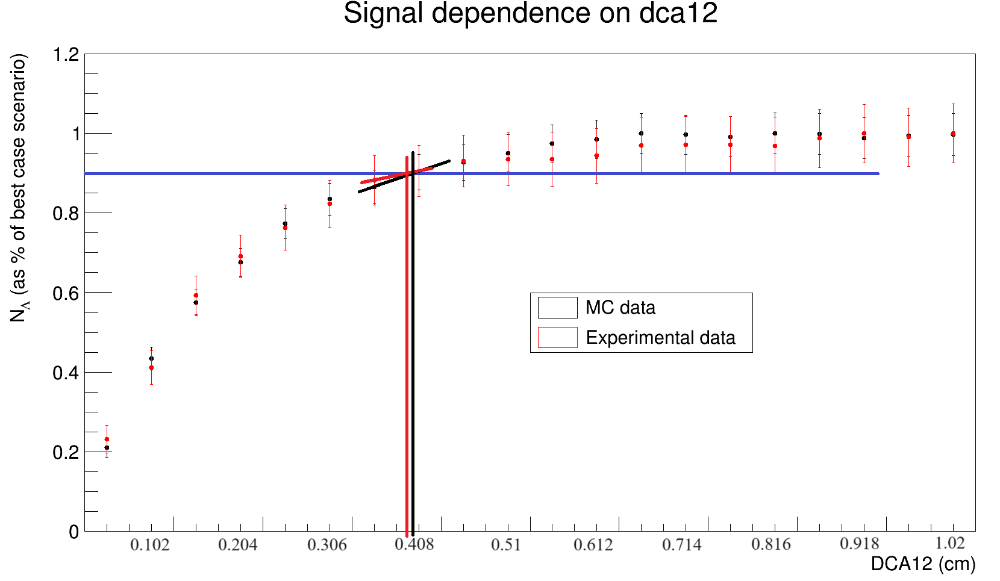 Signal dependence on dca12
N_Λ (as % of best case scenario)
1.2
1
0.8
0.6
0.4
0.2
0
MC data
Experimental data
0.102 0.204 0.306 0.408 0.51 0.612 0.714 0.816 0.918 1.02
DCA12 (cm)